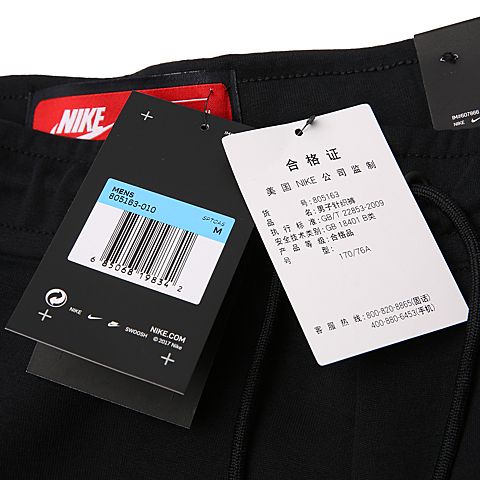 NIKE
IM#607966
NIKE
MENS
805163-010
SPTCAS
M
6 85068 19834 2
NIKE
SWOOSH
NIKE.COM
© 2017 Nike
合格证
美国 NIKE 公司监制
货号: 805163
品名: 男子针织裤
执行标准: GB/T 22853-2009
安全技术类别: GB 18401 B类
产品等级: 合格品
号型: 170/76A
客服热线: 800-820-8865(固话)
400-880-6453(手机)